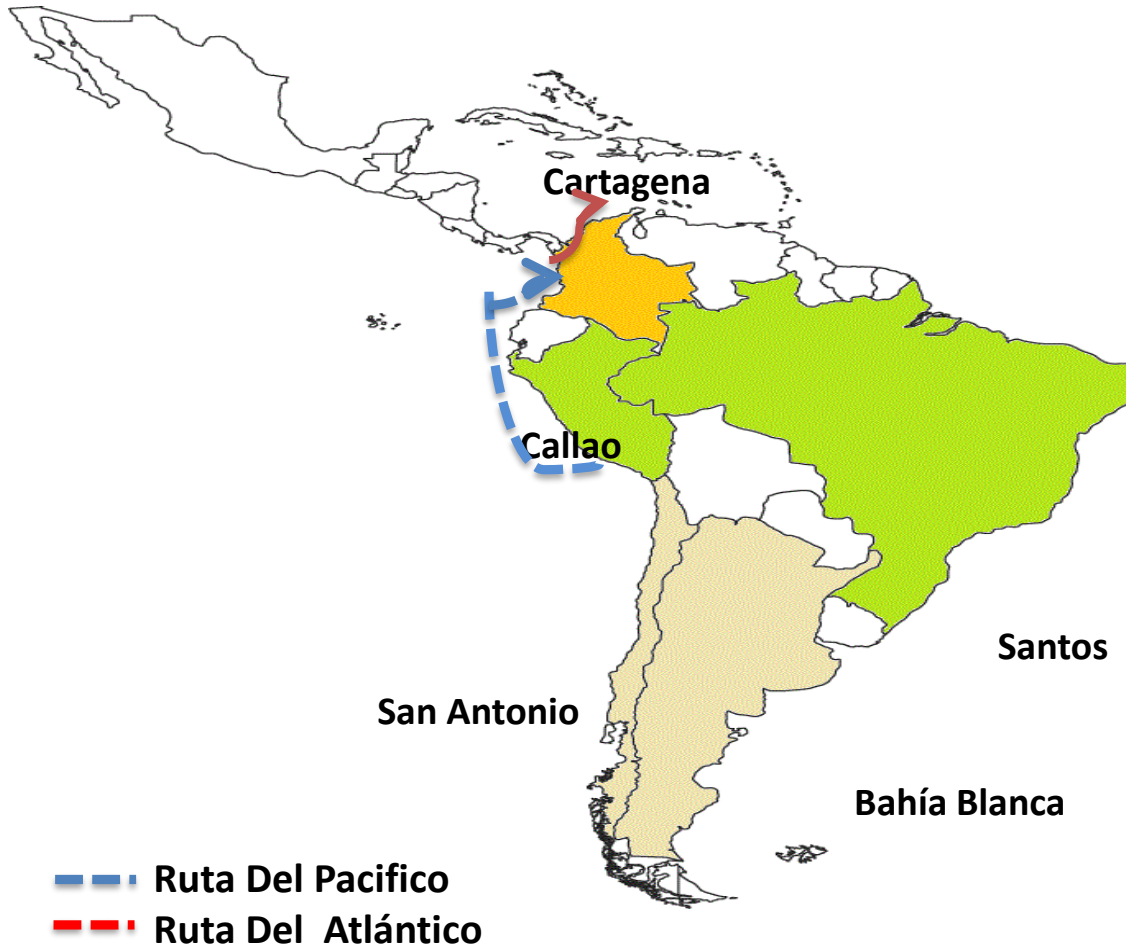 Cartagena
Callao
Santos
San Antonio
Bahía Blanca
Ruta Del Pacifico
Ruta Del Atlántico